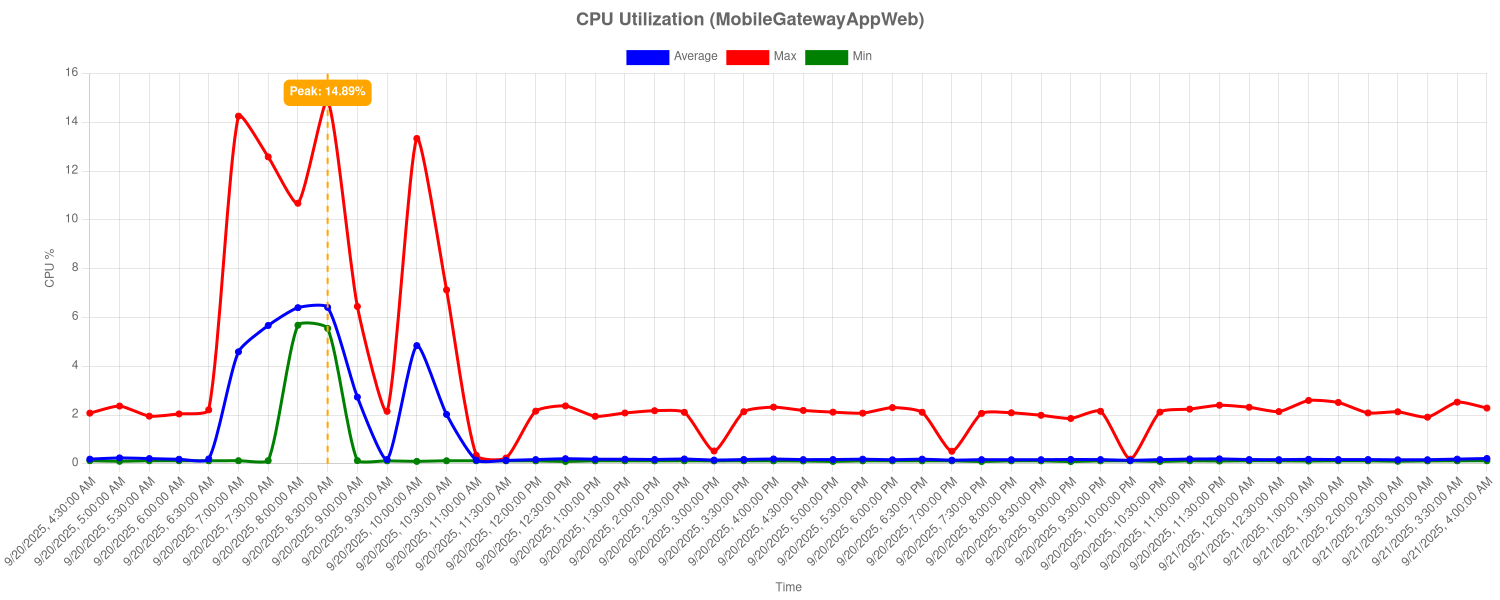 CPU Utilization (MobileGatewayAppWeb)
Average Max Min
Peak: 14.89%
CPU %
16
14
12
10
8
6
4
2
0
9/20/2025, 4:30:00 AM
9/20/2025, 5:00:00 AM
9/20/2025, 5:30:00 AM
9/20/2025, 6:00:00 AM
9/20/2025, 6:30:00 AM
9/20/2025, 7:00:00 AM
9/20/2025, 7:30:00 AM
9/20/2025, 8:00:00 AM
9/20/2025, 8:30:00 AM
9/20/2025, 9:00:00 AM
9/20/2025, 9:30:00 AM
9/20/2025, 10:00:00 AM
9/20/2025, 10:30:00 AM
9/20/2025, 11:00:00 AM
9/20/2025, 11:30:00 AM
9/20/2025, 12:00:00 PM
9/20/2025, 12:30:00 PM
9/20/2025, 1:00:00 PM
9/20/2025, 1:30:00 PM
9/20/2025, 2:00:00 PM
9/20/2025, 2:30:00 PM
9/20/2025, 3:00:00 PM
9/20/2025, 3:30:00 PM
9/20/2025, 4:00:00 PM
9/20/2025, 4:30:00 PM
9/20/2025, 5:00:00 PM
9/20/2025, 5:30:00 PM
9/20/2025, 6:00:00 PM
9/20/2025, 6:30:00 PM
9/20/2025, 7:00:00 PM
9/20/2025, 7:30:00 PM
9/20/2025, 8:00:00 PM
9/20/2025, 8:30:00 PM
9/20/2025, 9:00:00 PM
9/20/2025, 9:30:00 PM
9/20/2025, 10:00:00 PM
9/20/2025, 10:30:00 PM
9/20/2025, 11:00:00 PM
9/20/2025, 11:30:00 PM
9/21/2025, 12:00:00 AM
9/21/2025, 12:30:00 AM
9/21/2025, 1:00:00 AM
9/21/2025, 1:30:00 AM
9/21/2025, 2:00:00 AM
9/21/2025, 2:30:00 AM
9/21/2025, 3:00:00 AM
9/21/2025, 3:30:00 AM
9/21/2025, 4:00:00 AM
Time